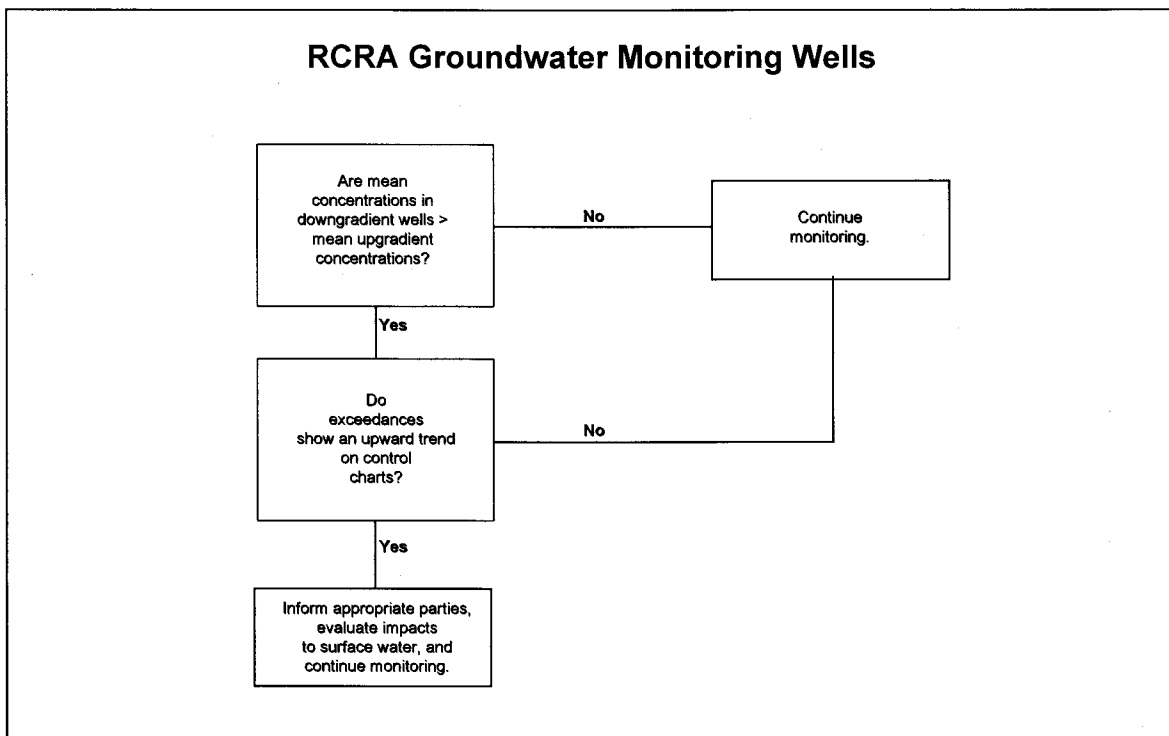 RCRA Groundwater Monitoring Wells
Are mean
concentrations in
downgradient wells >
mean upgradient
concentrations?
No
Continue
monitoring.
Yes
Do
exceedances
show an upward trend
on control
charts?
No
Yes
Inform appropriate parties,
evaluate impacts
to surface water, and
continue monitoring.